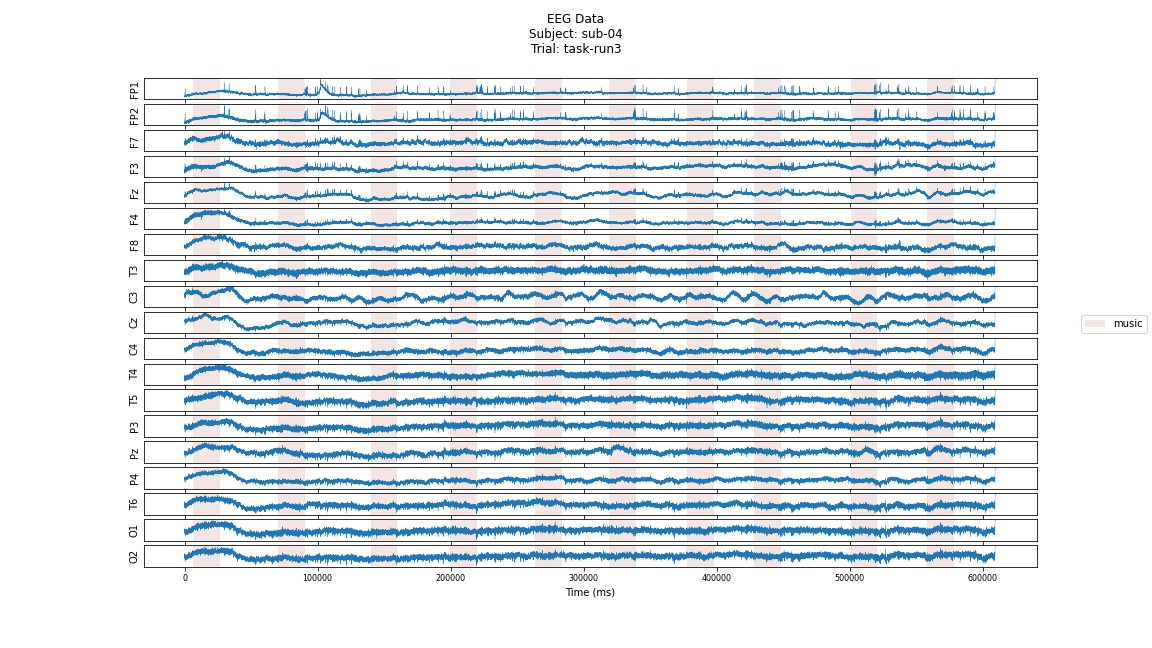 EEG Data
Subject: sub-04
Trial: task-run3
FP1
FP2
F7
F3
Fz
F4
F8
T3
C3
Cz
C4
T4
T5
P3
Pz
P4
T6
O1
O2
music
0 100000 200000 300000 400000 500000 600000
Time (ms)